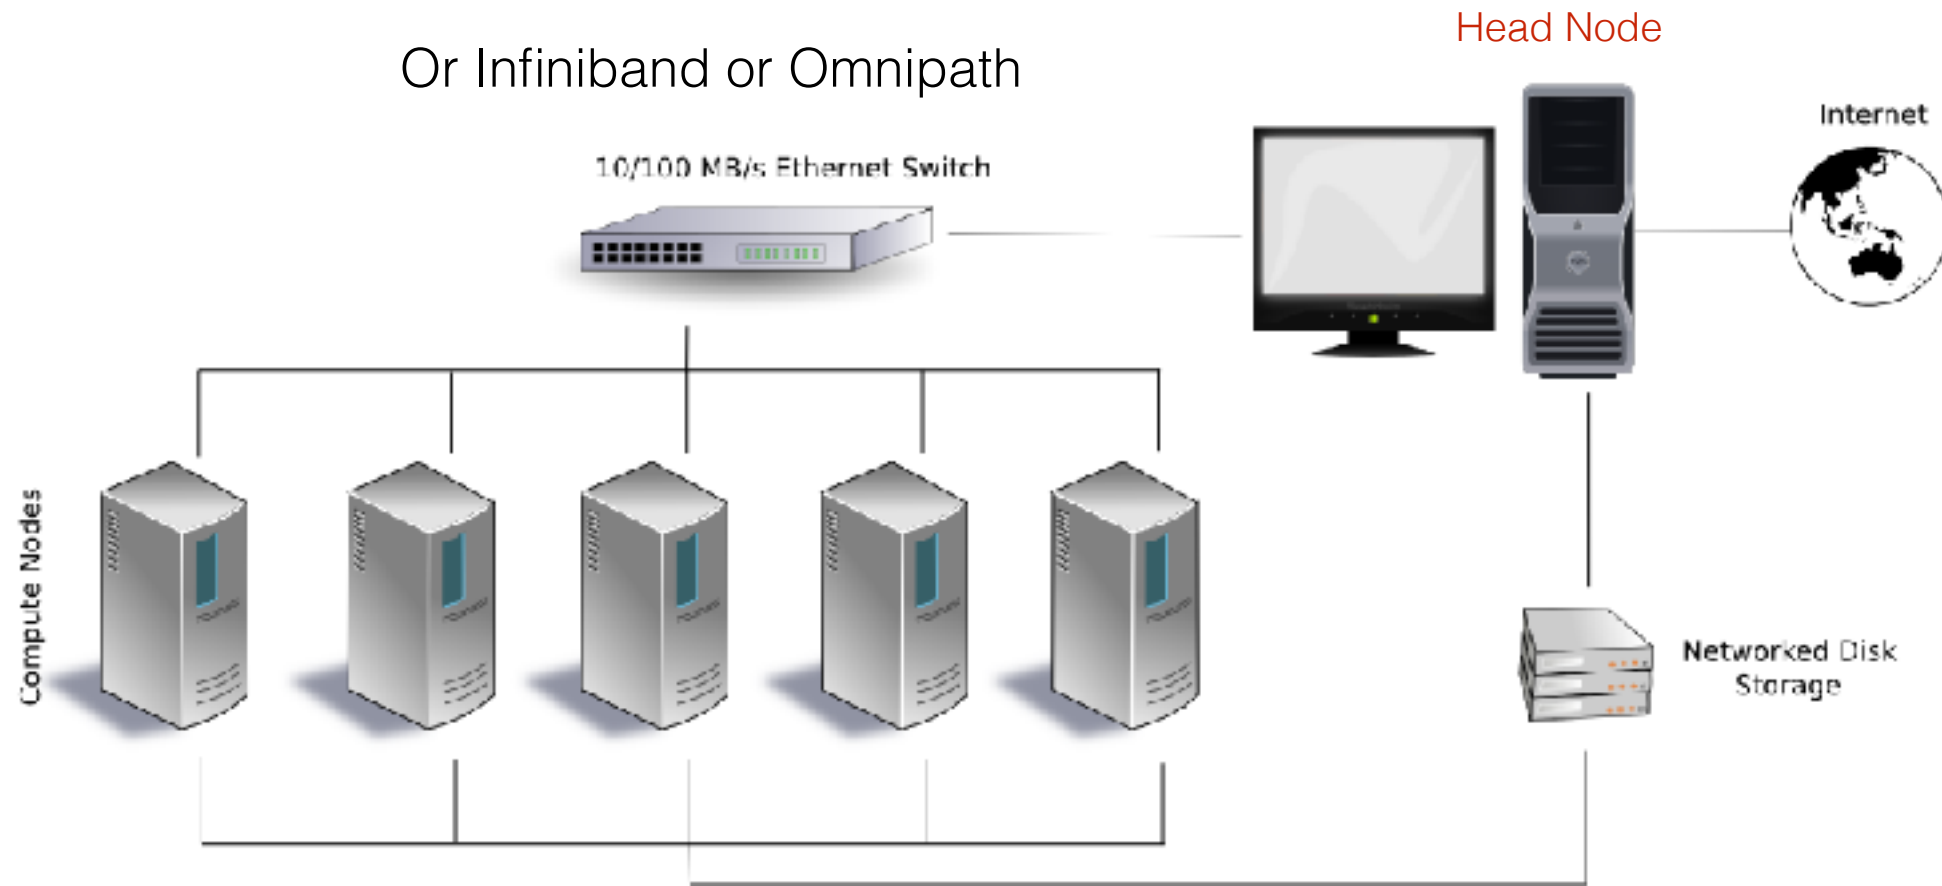 Head Node
Or Infiniband or Omnipath
Internet
10/100 MB/s Ethernet Switch
Compute Nodes
Networked Disk
Storage